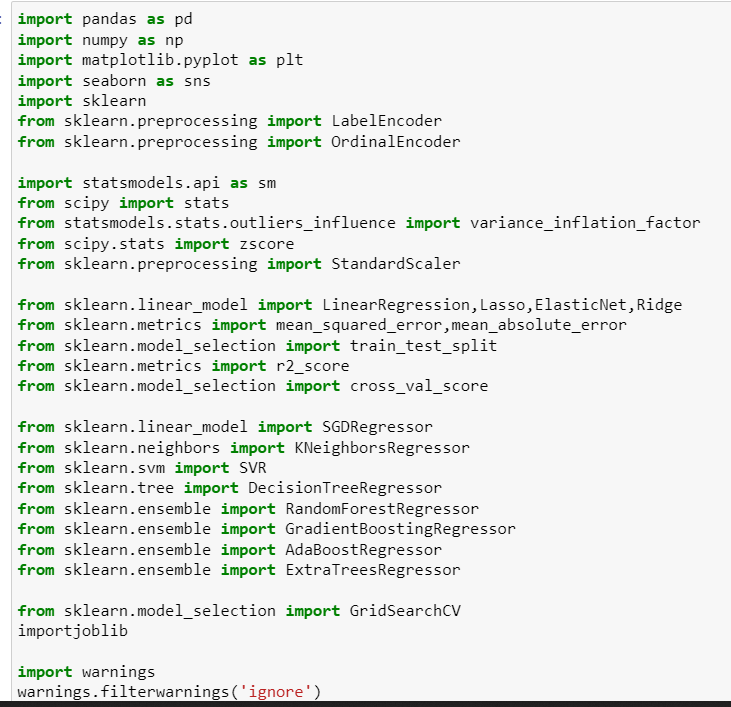 import pandas as pd
import numpy as np
import matplotlib.pyplot as plt
import seaborn as sns
import sklearn
from sklearn.preprocessing import LabelEncoder
from sklearn.preprocessing import OrdinalEncoder
import statsmodels.api as sm
from scipy import stats
from statsmodels.stats.outliers_influence import variance_inflation_factor
from scipy.stats import zscore
from sklearn.preprocessing import StandardScaler
from sklearn.linear_model import LinearRegression,Lasso,ElasticNet,Ridge
from sklearn.metrics import mean_squared_error,mean_absolute_error
from sklearn.model_selection import train_test_split
from sklearn.metrics import r2_score
from sklearn.model_selection import cross_val_score
from sklearn.linear_model import SGDRegressor
from sklearn.neighbors import KNeighborsRegressor
from sklearn.svm import SVR
from sklearn.tree import DecisionTreeRegressor
from sklearn.ensemble import RandomForestRegressor
from sklearn.ensemble import GradientBoostingRegressor
from sklearn.ensemble import AdaBoostRegressor
from sklearn.ensemble import ExtraTreesRegressor
from sklearn.model_selection import GridSearchCV
importjoblib
import warnings
warnings.filterwarnings('ignore')